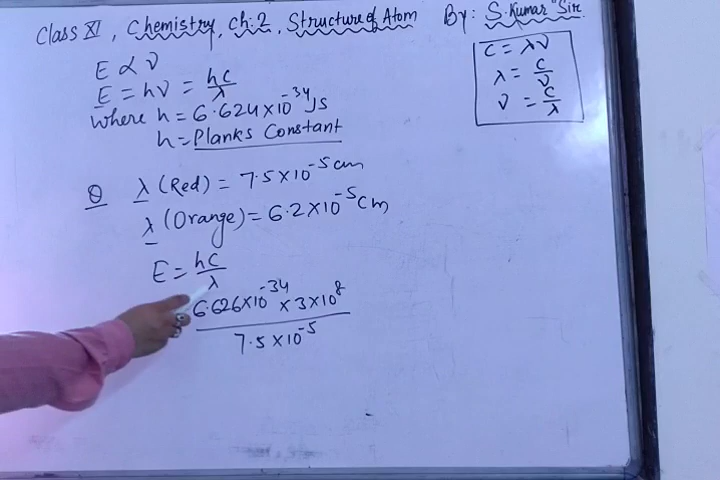 Class XI, Chemistry, Ch:2, Structure of Atom By: S. Kumar Sir.
E ∝ ν
E = hν = hc/λ
where h = 6.624×10⁻³⁴ Js
h = Planks Constant
C = λν
λ = c/ν
ν = c/λ
Q λ (Red) = 7.5×10⁻⁵ cm
λ (Orange) = 6.2×10⁻⁵ Cm
E = hc/λ
6.626×10⁻³⁴ × 3×10⁸
7.5×10⁻⁵